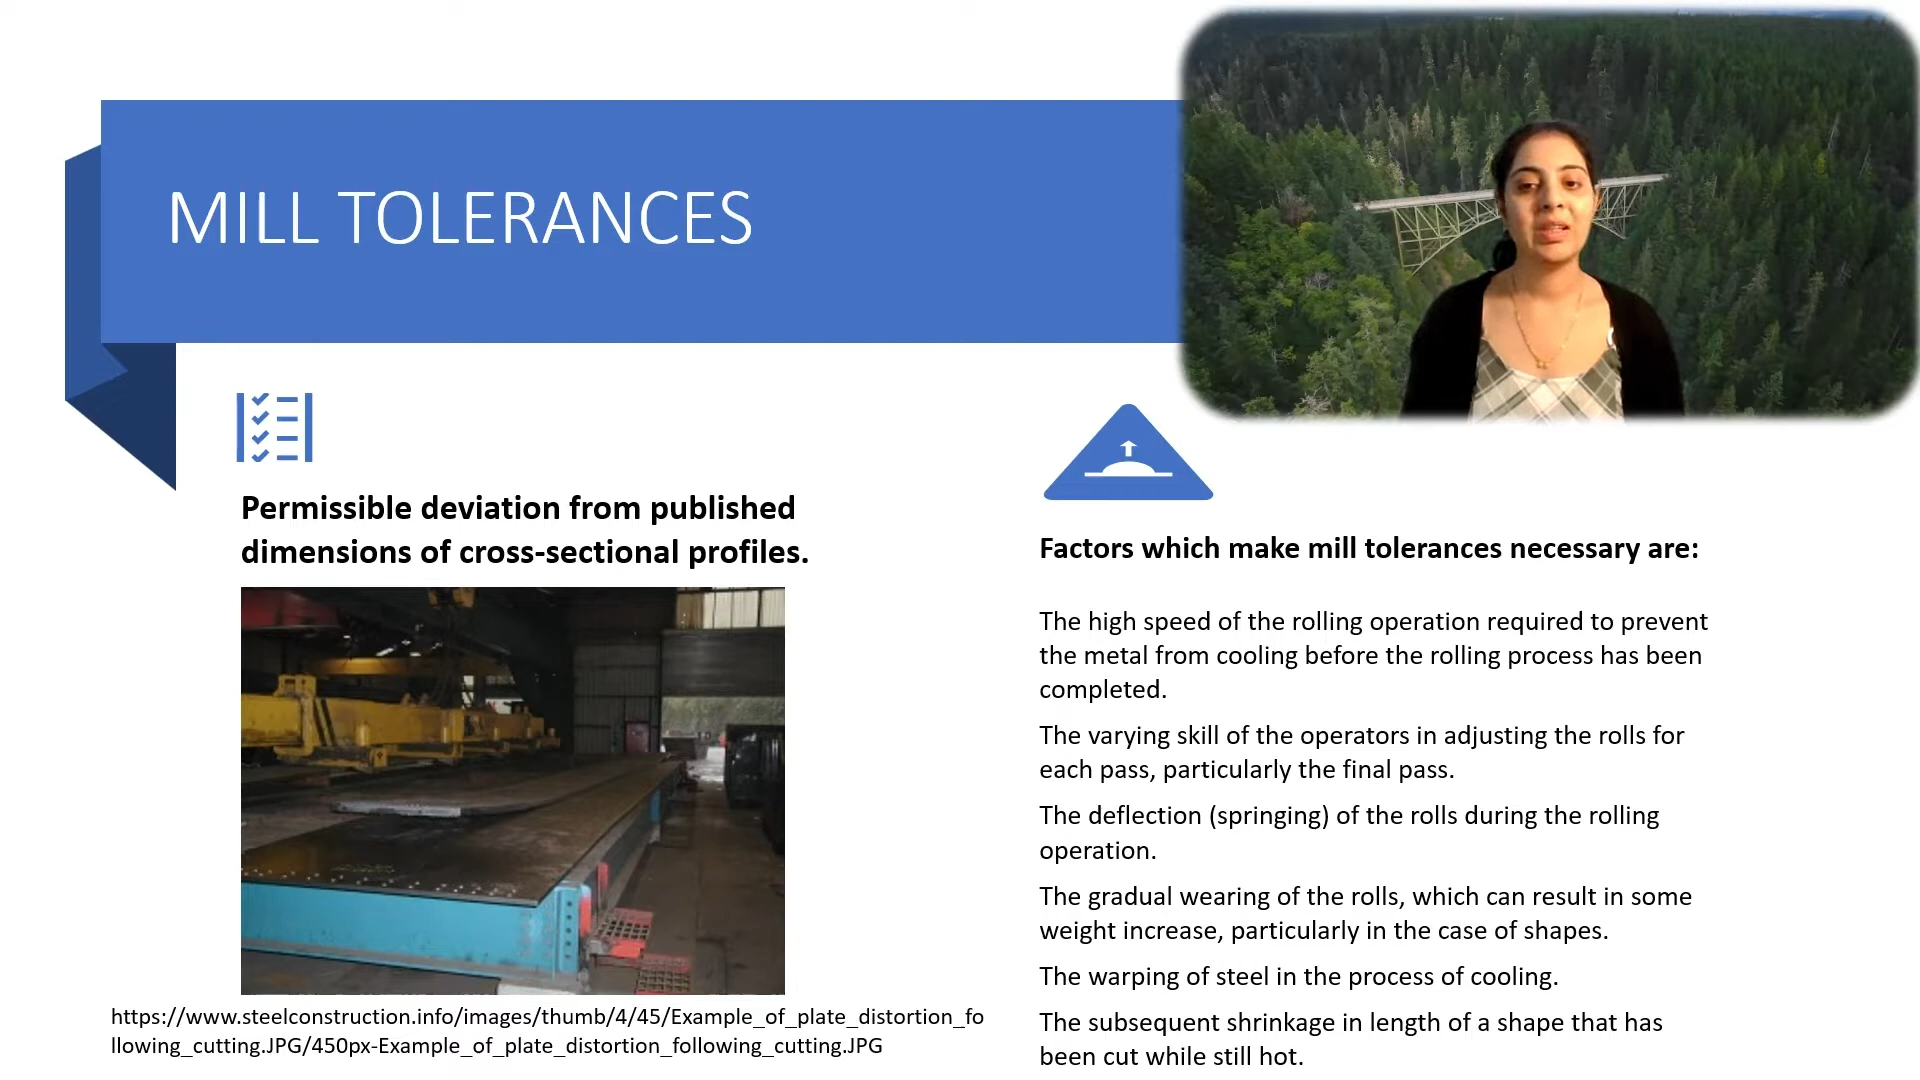 MILL TOLERANCES
Permissible deviation from published
dimensions of cross-sectional profiles.
https://www.steelconstruction.info/images/thumb/4/45/Example_of_plate_distortion_fo
llowing_cutting.JPG/450px-Example_of_plate_distortion_following_cutting.JPG
Factors which make mill tolerances necessary are:
The high speed of the rolling operation required to prevent
the metal from cooling before the rolling process has been
completed.
The varying skill of the operators in adjusting the rolls for
each pass, particularly the final pass.
The deflection (springing) of the rolls during the rolling
operation.
The gradual wearing of the rolls, which can result in some
weight increase, particularly in the case of shapes.
The warping of steel in the process of cooling.
The subsequent shrinkage in length of a shape that has
been cut while still hot.